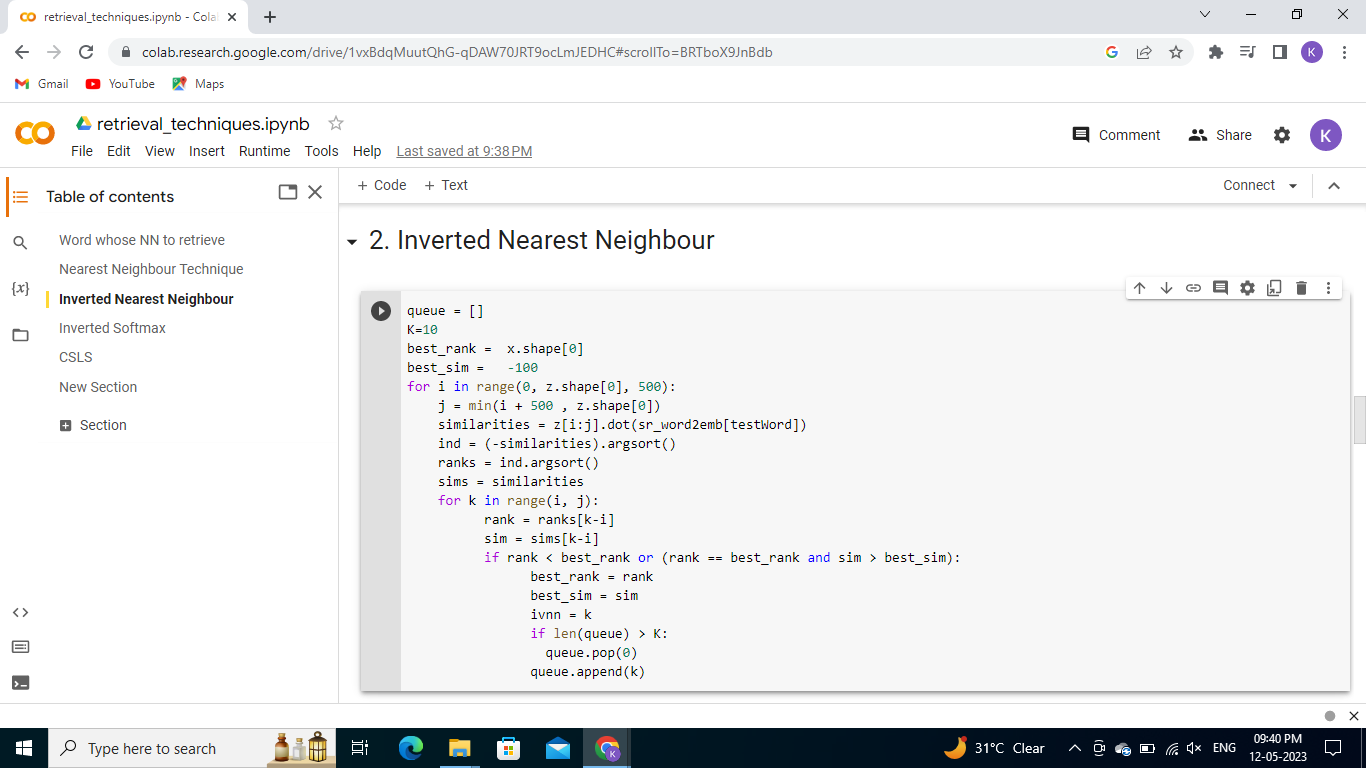 retrieval_techniques.ipynb - Cola
colab.research.google.com/drive/1vxBdqMuutQhG-qDAW70JRT9ocLmJEDHC#scrollTo=BRTboX9JnBdb
K
Gmail
YouTube
Maps
retrieval_techniques.ipynb
File Edit View Insert Runtime Tools Help Last saved at 9:38 PM
Comment
Share
K
Table of contents
+ Code + Text
Connect
Word whose NN to retrieve
Nearest Neighbour Technique
Inverted Nearest Neighbour
Inverted Softmax
CSLS
New Section
Section
{x}
2. Inverted Nearest Neighbour
queue = []
K=10
best_rank =  x.shape[0]
best_sim =   -100
for i in range(0, z.shape[0], 500):
    j = min(i + 500 , z.shape[0])
    similarities = z[i:j].dot(sr_word2emb[testWord])
    ind = (-similarities).argsort()
    ranks = ind.argsort()
    sims = similarities
    for k in range(i, j):
          rank = ranks[k-i]
          sim = sims[k-i]
          if rank < best_rank or (rank == best_rank and sim > best_sim):
                best_rank = rank
                best_sim = sim
                ivnn = k
                if len(queue) > K:
                  queue.pop(0)
                queue.append(k)
Type here to search
K
31°C Clear
ENG
09:40 PM
12-05-2023